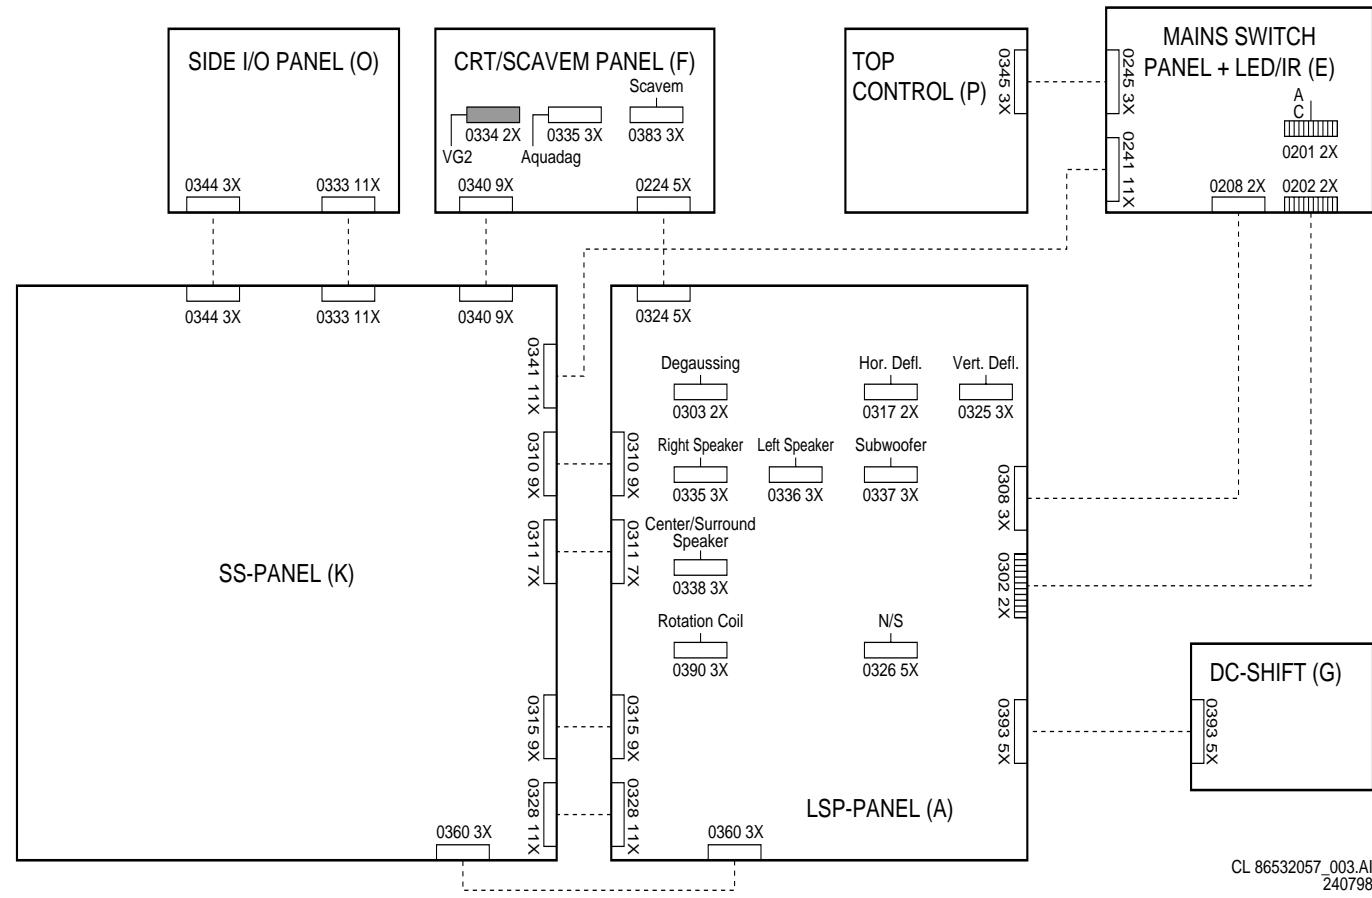 SIDE I/O PANEL (O)
0344 3X
0333 11X
CRT/SCAVEM PANEL (F)
Scavem
0334 2X
0335 3X
0383 3X
VG2
Aquadag
0340 9X
0224 5X
TOP
CONTROL (P)
0345 3X
MAINS SWITCH
PANEL + LED/IR (E)
0245 3X
A
C
0201 2X
0241 11X
0208 2X
0202 2X
0344 3X
0333 11X
0340 9X
0341 11X
0310 9X
0311 7X
SS-PANEL (K)
0315 9X
0328 11X
0360 3X
0324 5X
Degaussing
0303 2X
Hor. Defl.
0317 2X
Vert. Defl.
0325 3X
0310 9X
Right Speaker
0335 3X
Left Speaker
0336 3X
Subwoofer
0337 3X
0308 3X
0311 7X
Center/Surround
Speaker
0338 3X
0302 2X
Rotation Coil
0390 3X
N/S
0326 5X
0315 9X
0393 5X
LSP-PANEL (A)
0328 11X
0360 3X
DC-SHIFT (G)
0393 5X
CL 86532057_003.AI
240798